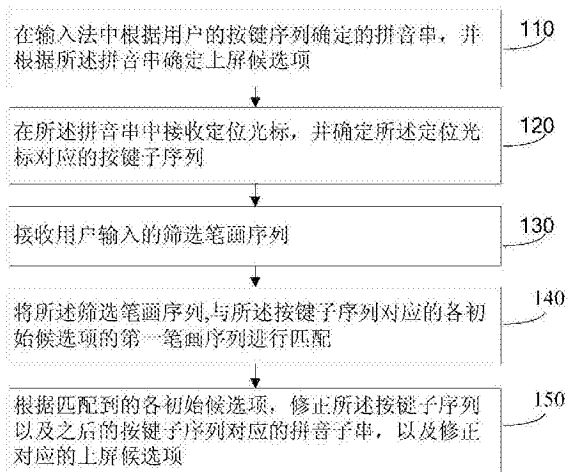 在输入法中根据用户的按键序列确定的拼音串，并
根据所述拼音串确定上屏候选项
110
在所述拼音串中接收定位光标，并确定所述定位光
标对应的按键子序列
120
接收用户输入的筛选笔画序列
130
将所述筛选笔画序列,与所述按键子序列对应的各初
始候选项的第一笔画序列进行匹配
140
根据匹配到的各初始候选项，修正所述按键子序列
以及之后的按键子序列对应的拼音子串，以及修正
对应的上屏候选项
150